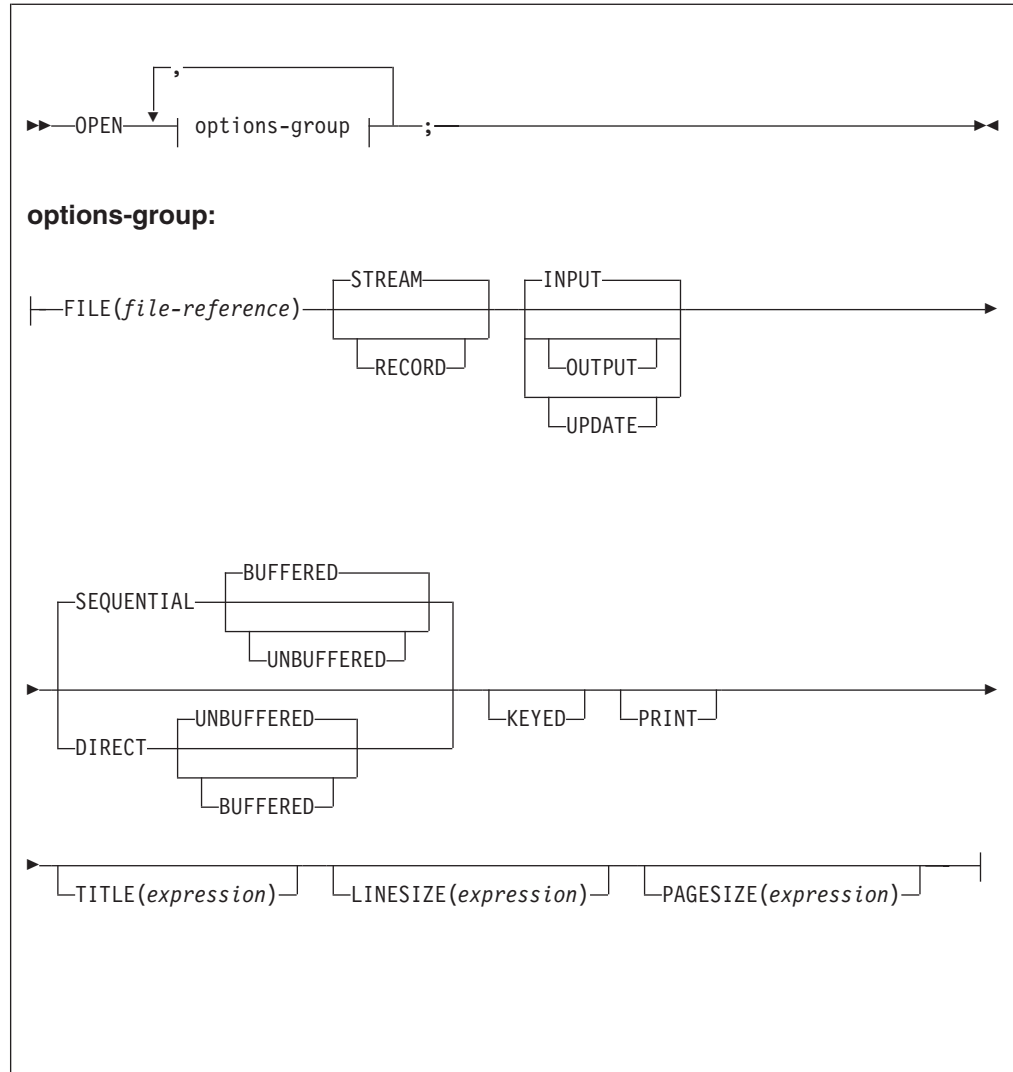 ,
OPEN options-group ;
options-group:
STREAM INPUT
FILE(file-reference)
RECORD OUTPUT
UPDATE
BUFFERED
SEQUENTIAL
UNBUFFERED
KEYED PRINT
UNBUFFERED
DIRECT
BUFFERED
TITLE(expression) LINESIZE(expression) PAGESIZE(expression)